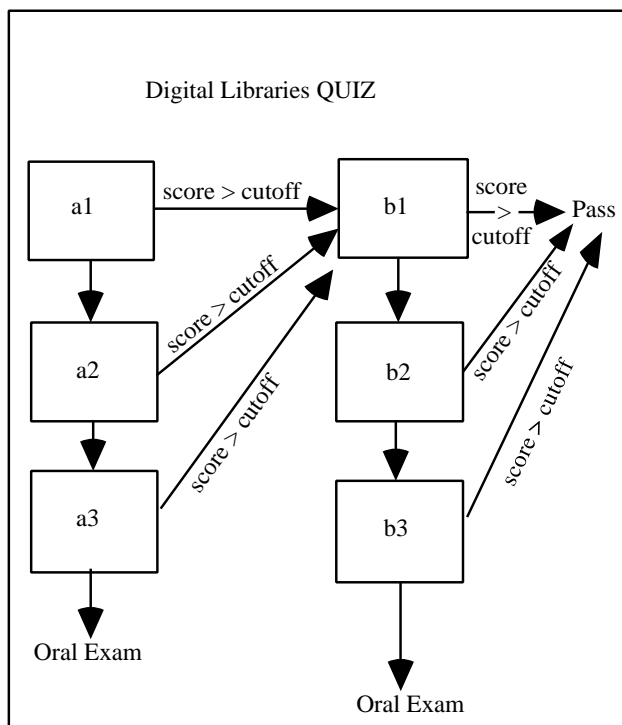 Digital Libraries QUIZ
a1
score > cutoff
b1
score
>
cutoff
Pass
a2
score > cutoff
b2
score > cutoff
a3
score > cutoff
b3
score > cutoff
Oral Exam
Oral Exam